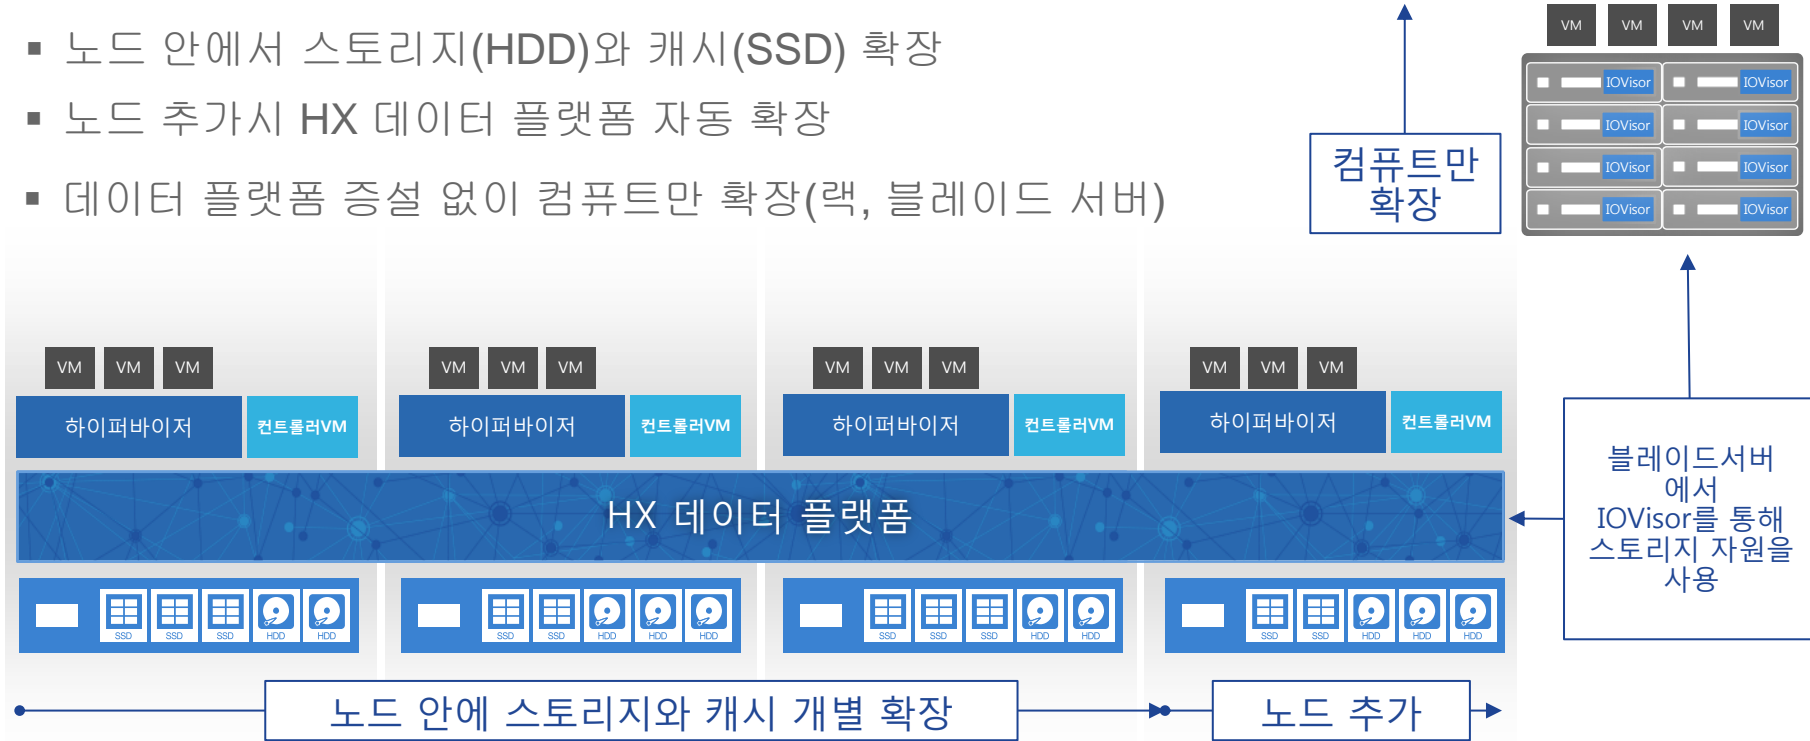 ▪ 노드 안에서 스토리지(HDD)와 캐시(SSD) 확장
▪ 노드 추가시 HX 데이터 플랫폼 자동 확장
▪ 데이터 플랫폼 증설 없이 컴퓨트만 확장(랙, 블레이드 서버)
컴퓨트만
확장
VM VM VM VM
IOVisor IOVisor
IOVisor IOVisor
IOVisor IOVisor
IOVisor IOVisor
VM VM VM VM VM VM VM VM VM VM VM VM
하이퍼바이저 컨트롤러VM 하이퍼바이저 컨트롤러VM 하이퍼바이저 컨트롤러VM 하이퍼바이저 컨트롤러VM
HX 데이터 플랫폼
블레이드서버
에서
IOVisor를 통해
스토리지 자원을
사용
SSD SSD SSD HDD HDD SSD SSD HDD HDD HDD SSD SSD SSD HDD HDD SSD SSD HDD HDD HDD
노드 안에 스토리지와 캐시 개별 확장 노드 추가